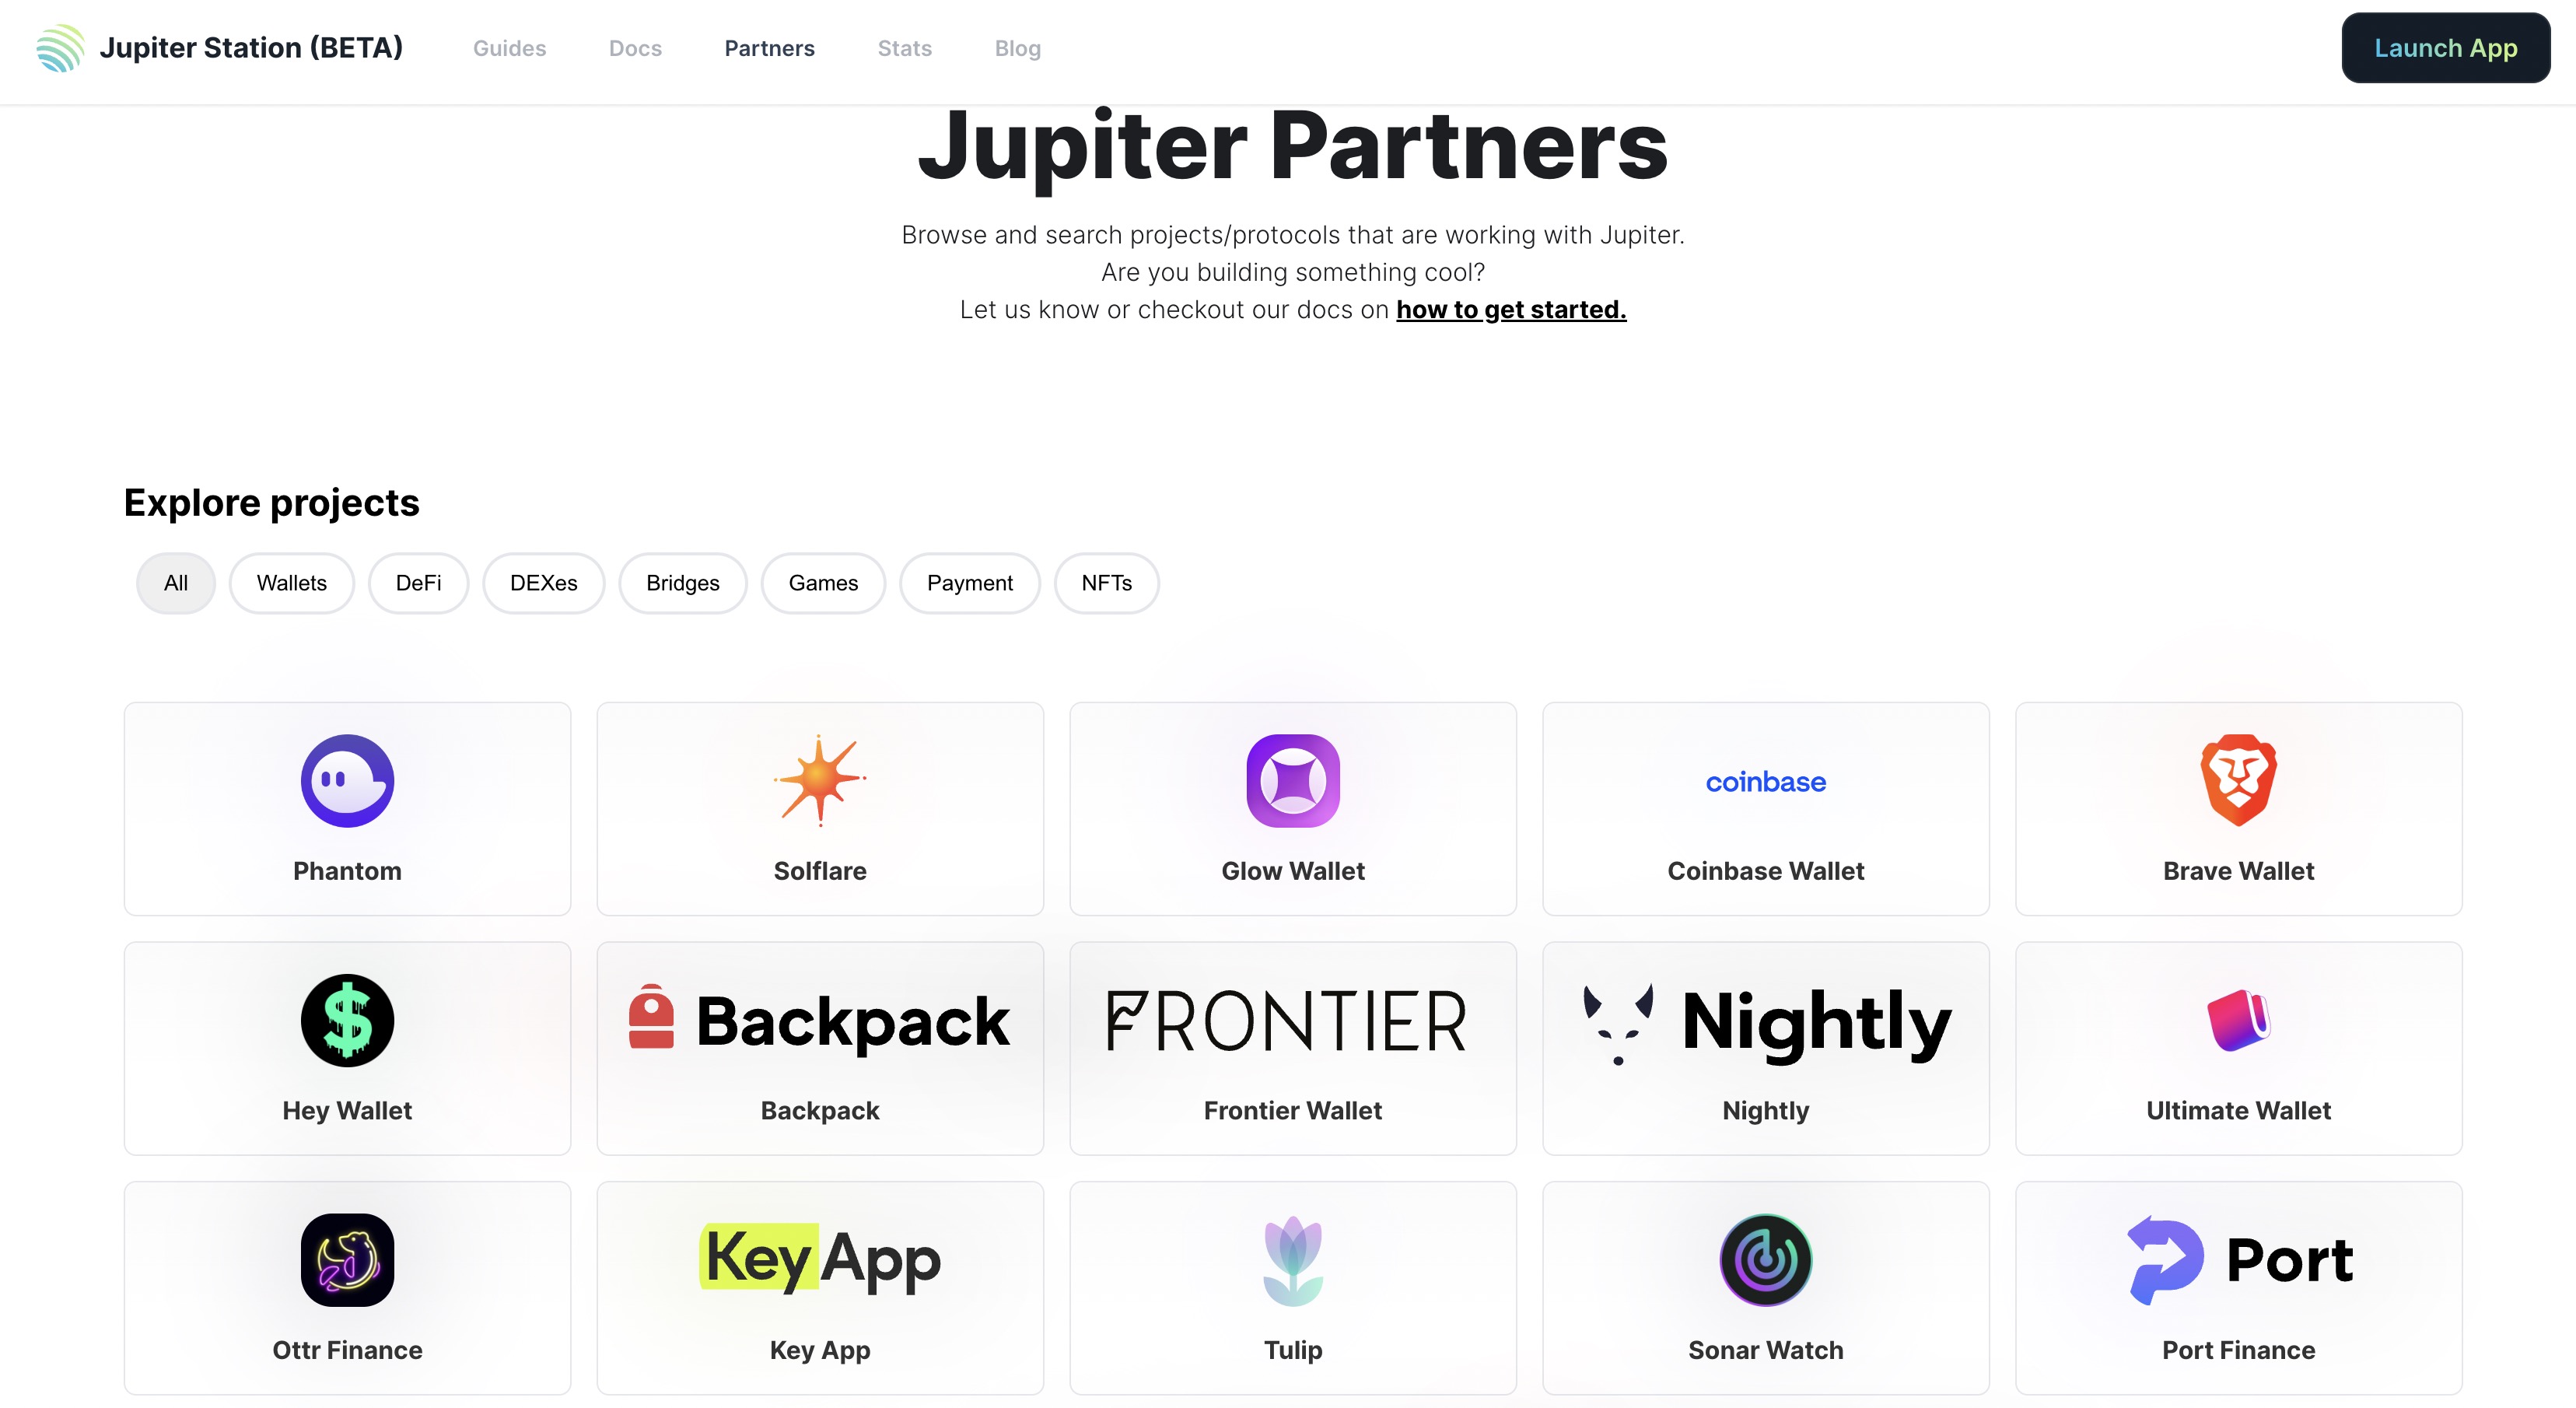 Jupiter Station (BETA)
Guides
Docs
Partners
Stats
Blog
Launch App
Jupiter Partners
Browse and search projects/protocols that are working with Jupiter.
Are you building something cool?
Let us know or checkout our docs on how to get started.
Explore projects
All
Wallets
DeFi
DEXes
Bridges
Games
Payment
NFTs
Phantom
Solflare
Glow Wallet
coinbase
Coinbase Wallet
Brave Wallet
$
Hey Wallet
Backpack
Backpack
FRONTIER
Frontier Wallet
Nightly
Nightly
Ultimate Wallet
Ottr Finance
KeyApp
Key App
Tulip
Sonar Watch
Port
Port Finance